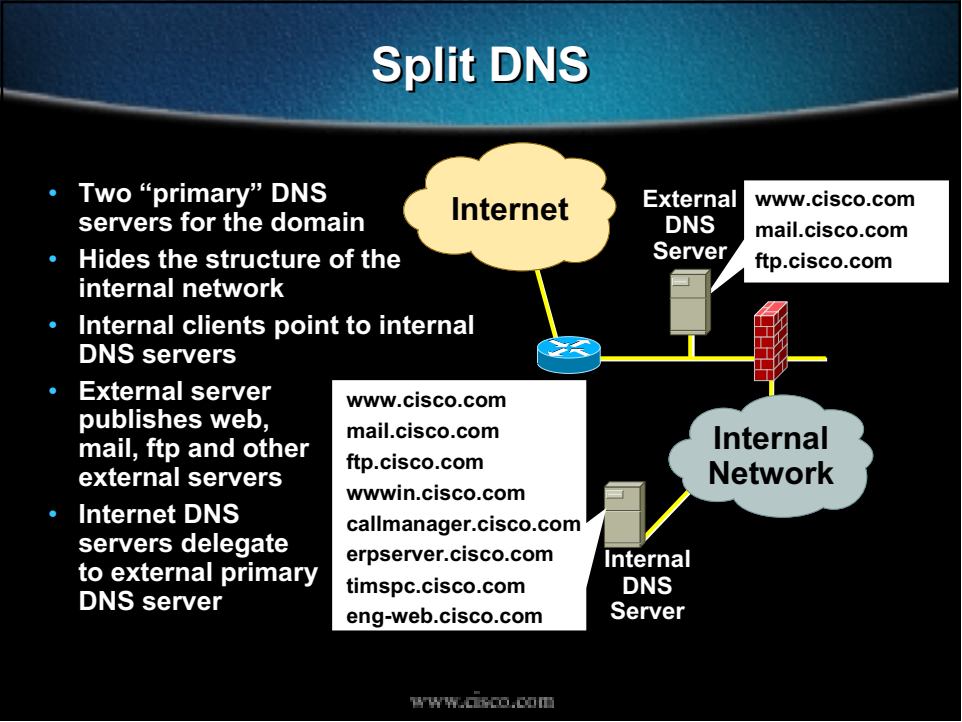 Split DNS
• Two “primary” DNS
servers for the domain
• Hides the structure of the
internal network
• Internal clients point to internal
DNS servers
• External server
publishes web,
mail, ftp and other
external servers
• Internet DNS
servers delegate
to external primary
DNS server
Internet
External
DNS
Server
www.cisco.com
mail.cisco.com
ftp.cisco.com
www.cisco.com
mail.cisco.com
ftp.cisco.com
wwwin.cisco.com
callmanager.cisco.com
erpserver.cisco.com
timspc.cisco.com
eng-web.cisco.com
Internal
Network
Internal
DNS
Server
www.cisco.com